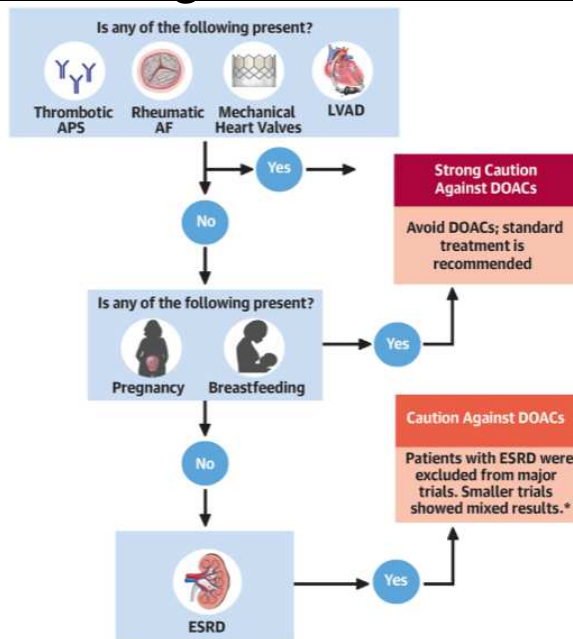 Is any of the following present?
Thrombotic
APS
Rheumatic
AF
Mechanical
Heart Valves
LVAD
Yes
Strong Caution
Against DOACs
Avoid DOACs; standard
treatment is
recommended
No
Is any of the following present?
Pregnancy
Breastfeeding
Yes
Caution Against DOACs
Patients with ESRD were
excluded from major
trials. Smaller trials
showed mixed results.*
No
ESRD
Yes